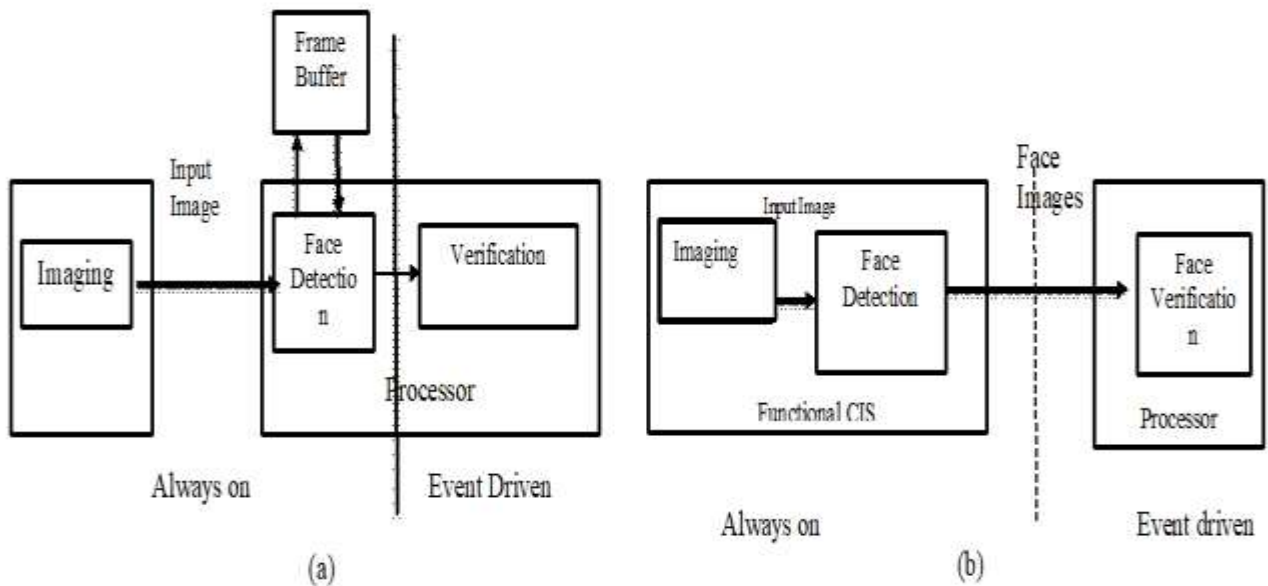 Frame
Buffer
Input
Image
Imaging
Face
Detectio
n
Verification
Processor
Always on
Event Driven
(a)
Face
Images
Input Image
Imaging
Face
Detection
Functional CIS
Face
Verificatio
n
Processor
Always on
Event driven
(b)